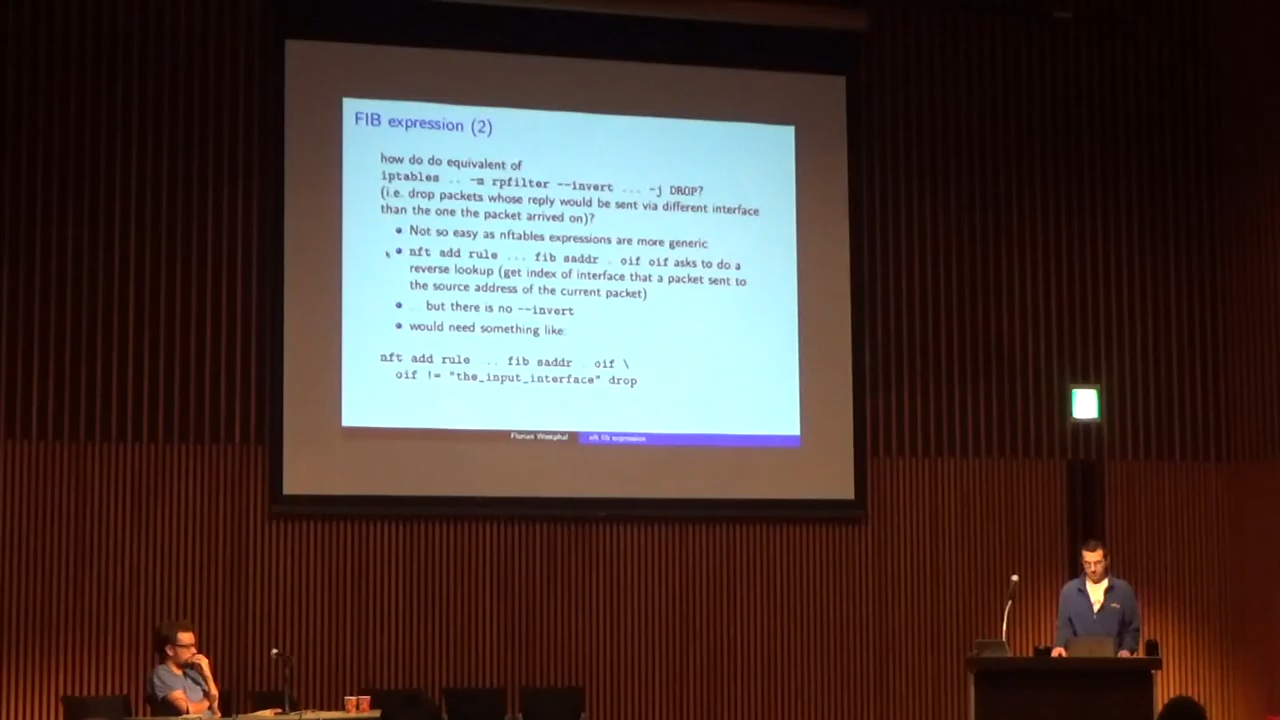 FIB expression (2)
how do do equivalent of
iptables .. -m rpfilter --invert ... -j DROP?
(i.e. drop packets whose reply would be sent via different interface
than the one the packet arrived on)?
Not so easy as nftables expressions are more generic
nft add rule ... fib saddr . oif oif asks to do a
reverse lookup (get index of interface that a packet sent to
the source address of the current packet)
.. but there is no --invert
would need something like:
nft add rule .. fib saddr . oif \
oif != "the_input_interface" drop
Florian Westphal nft fib expression